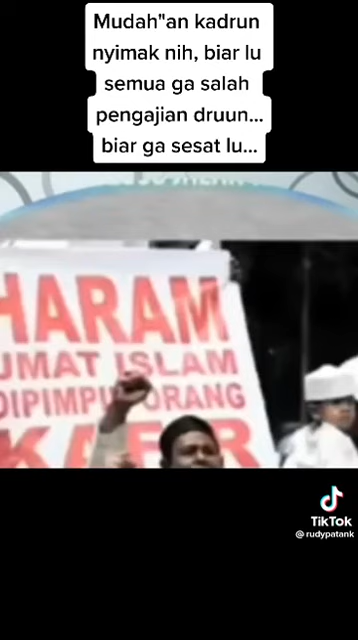 Mudah"an kadrun
nyimak nih, biar lu
semua ga salah
pengajian druun...
biar ga sesat lu...
HARAM
UMAT ISLAM
DIPIMPIN ORANG
KAFIR
TikTok
@rudypatank